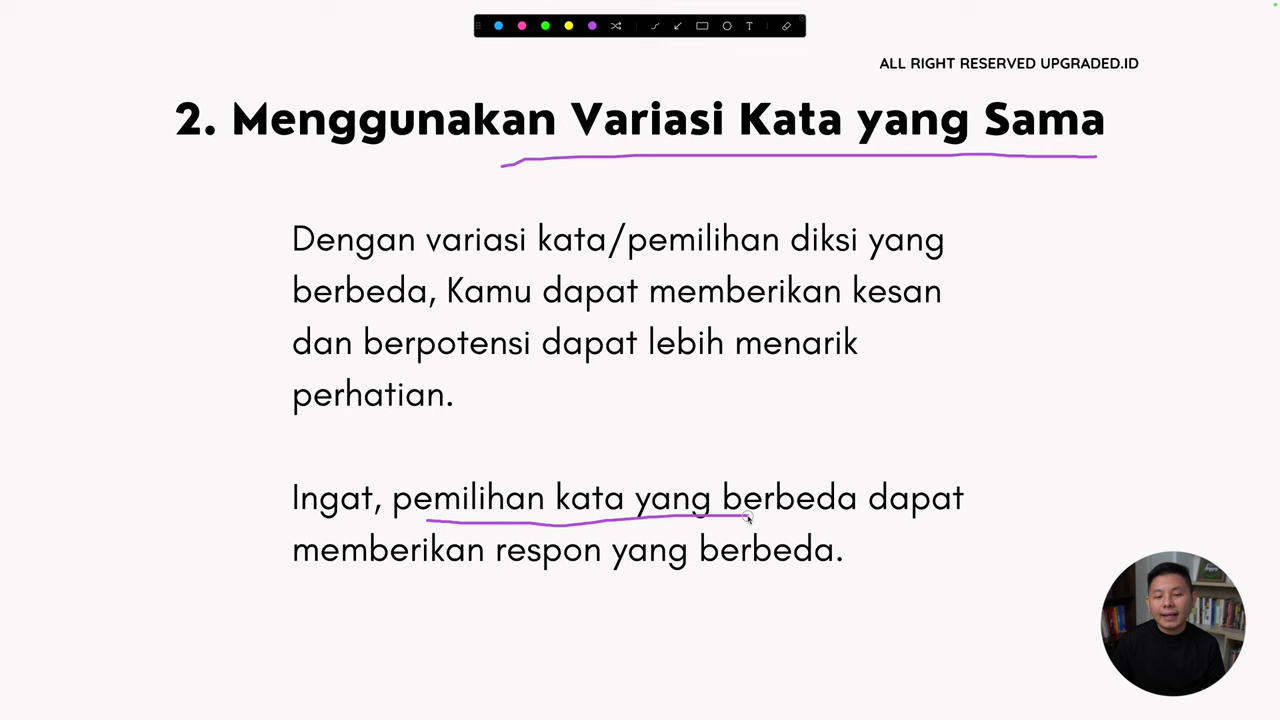 T
ALL RIGHT RESERVED UPGRADED.ID
2. Menggunakan Variasi Kata yang Sama
Dengan variasi kata/pemilihan diksi yang
berbeda, Kamu dapat memberikan kesan
dan berpotensi dapat lebih menarik
perhatian.
Ingat, pemilihan kata yang berbeda dapat
memberikan respon yang berbeda.